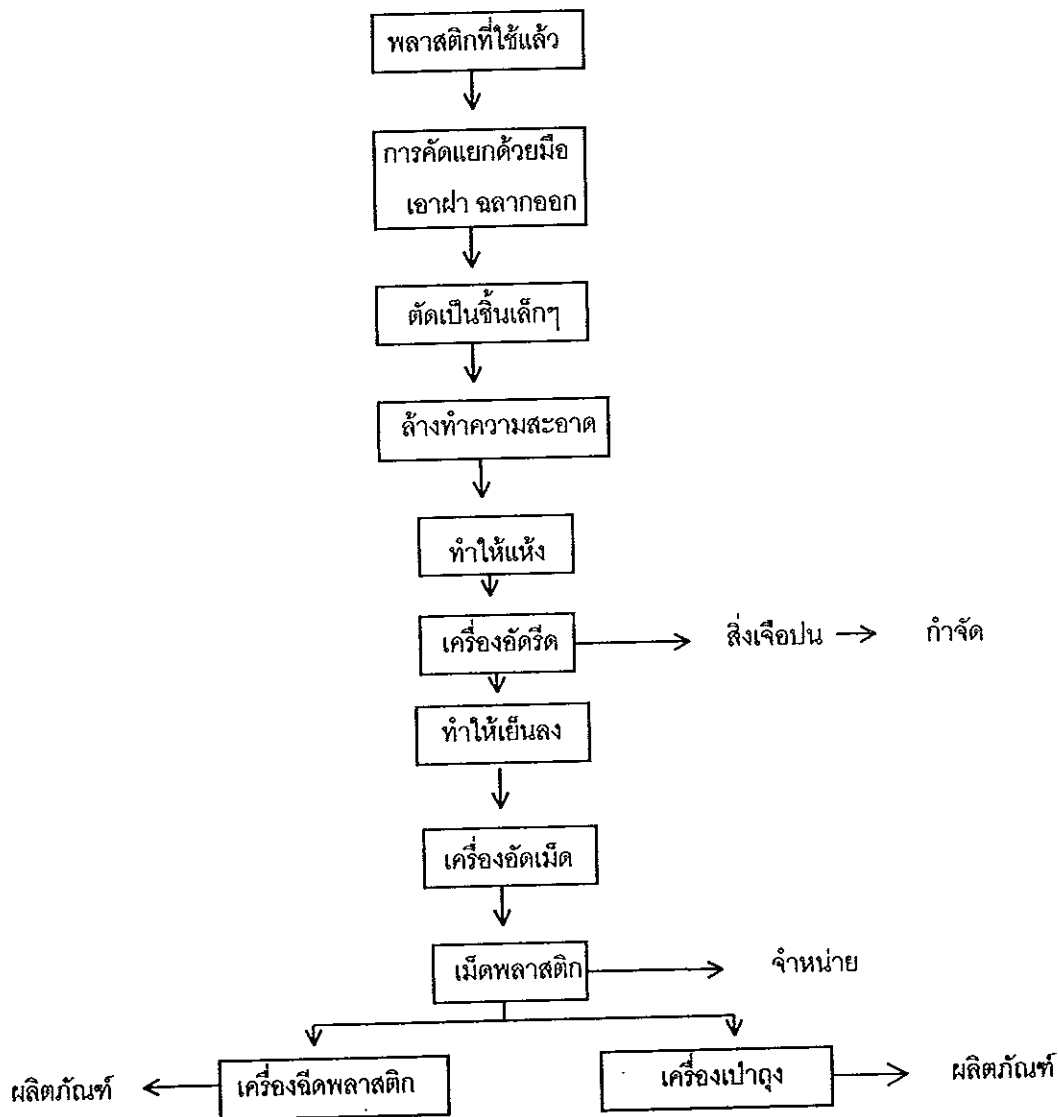 พลาสติกที่ใช้แล้ว
การคัดแยกด้วยมือ
เอาฝา ฉลากออก
ตัดเป็นชิ้นเล็กๆ
ล้างทำความสะอาด
ทำให้แห้ง
เครื่องอัดรีด สิ่งเจือปน กำจัด
ทำให้เย็นลง
เครื่องอัดเม็ด
เม็ดพลาสติก จำหน่าย
ผลิตภัณฑ์ เครื่องฉีดพลาสติก เครื่องเป่าถุง ผลิตภัณฑ์